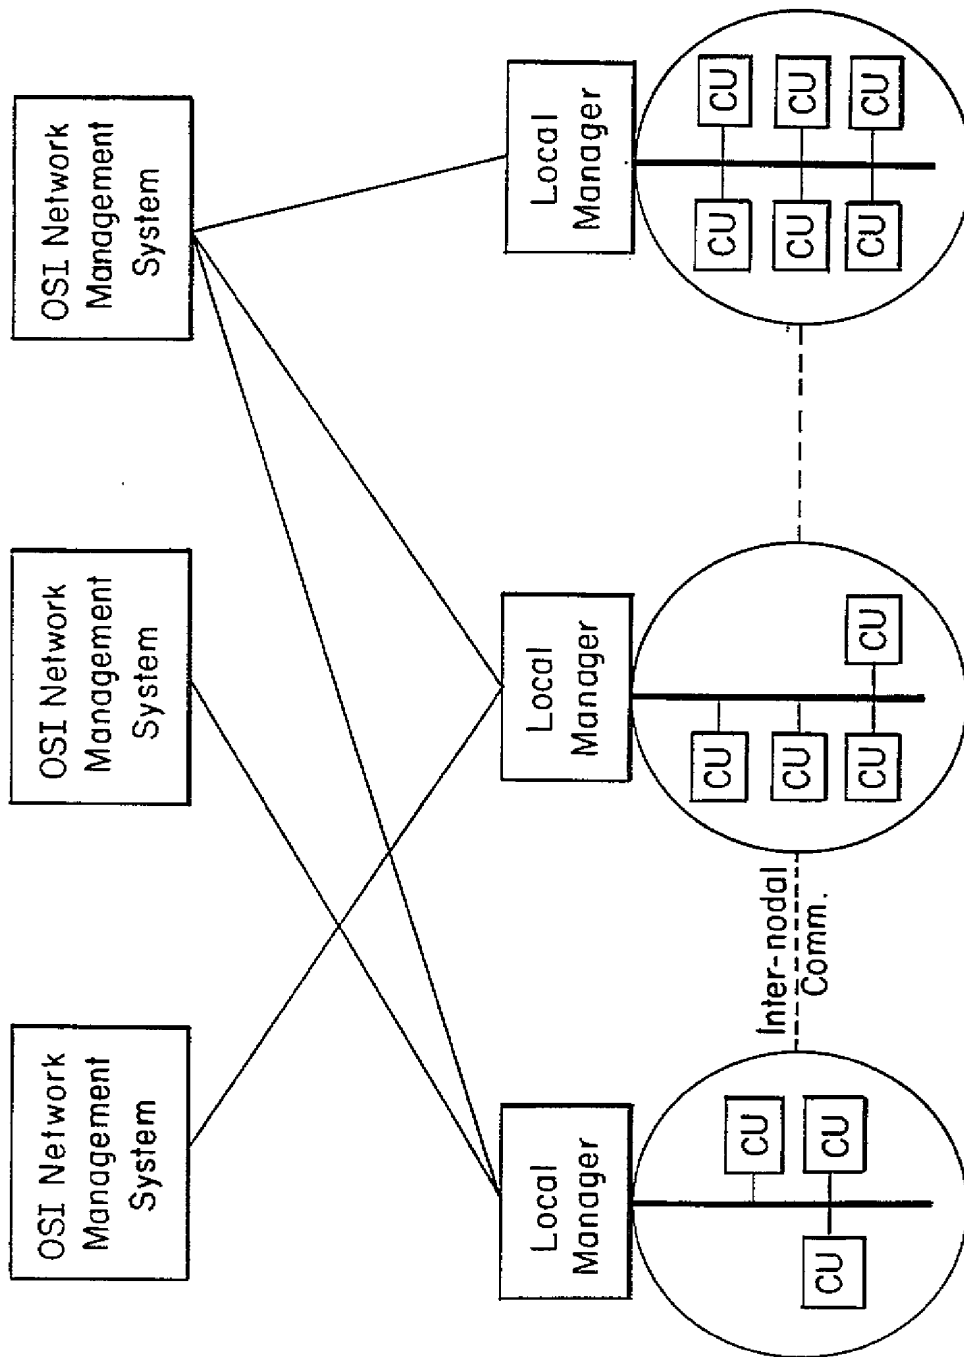 OSI Network
Management
System
OSI Network
Management
System
OSI Network
Management
System
Local
Manager
Local
Manager
Local
Manager
CU
CU
CU
Inter-nodal
Comm.
CU
CU
CU
CU
CU
CU
CU
CU
CU
CU